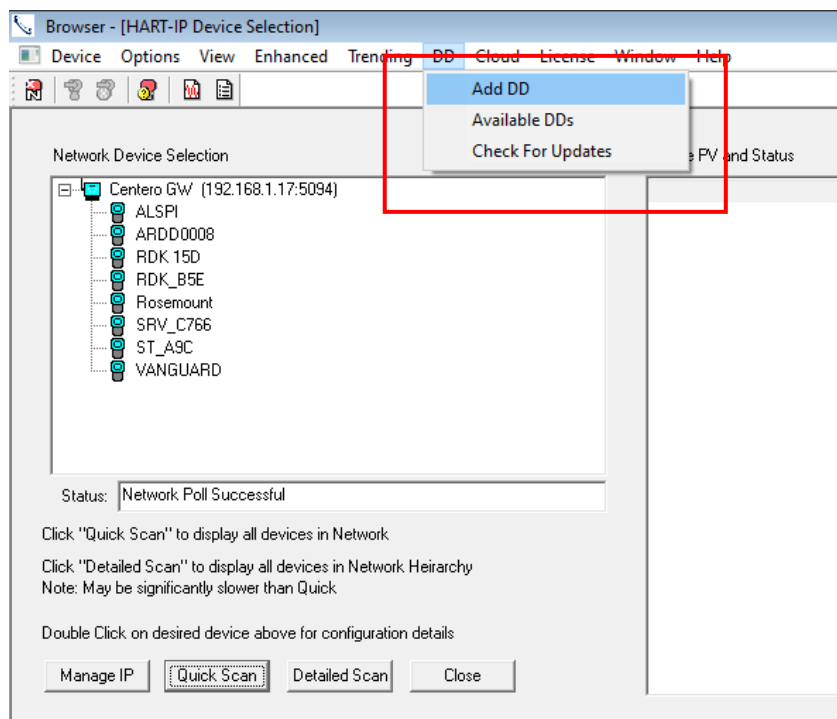 Browser - [HART-IP Device Selection]
Device Options View Enhanced Trending DD Cloud License Window Help
Add DD
Available DDs
Check For Updates
Network Device Selection
PV and Status
Centero GW (192.168.1.17:5094)
ALSPI
ARDD0008
RDK 15D
RDK_B5E
Rosemount
SRV_C766
ST_A9C
VANGUARD
Status: Network Poll Successful
Click "Quick Scan" to display all devices in Network
Click "Detailed Scan" to display all devices in Network Heirarchy
Note: May be significantly slower than Quick
Double Click on desired device above for configuration details
Manage IP Quick Scan Detailed Scan Close